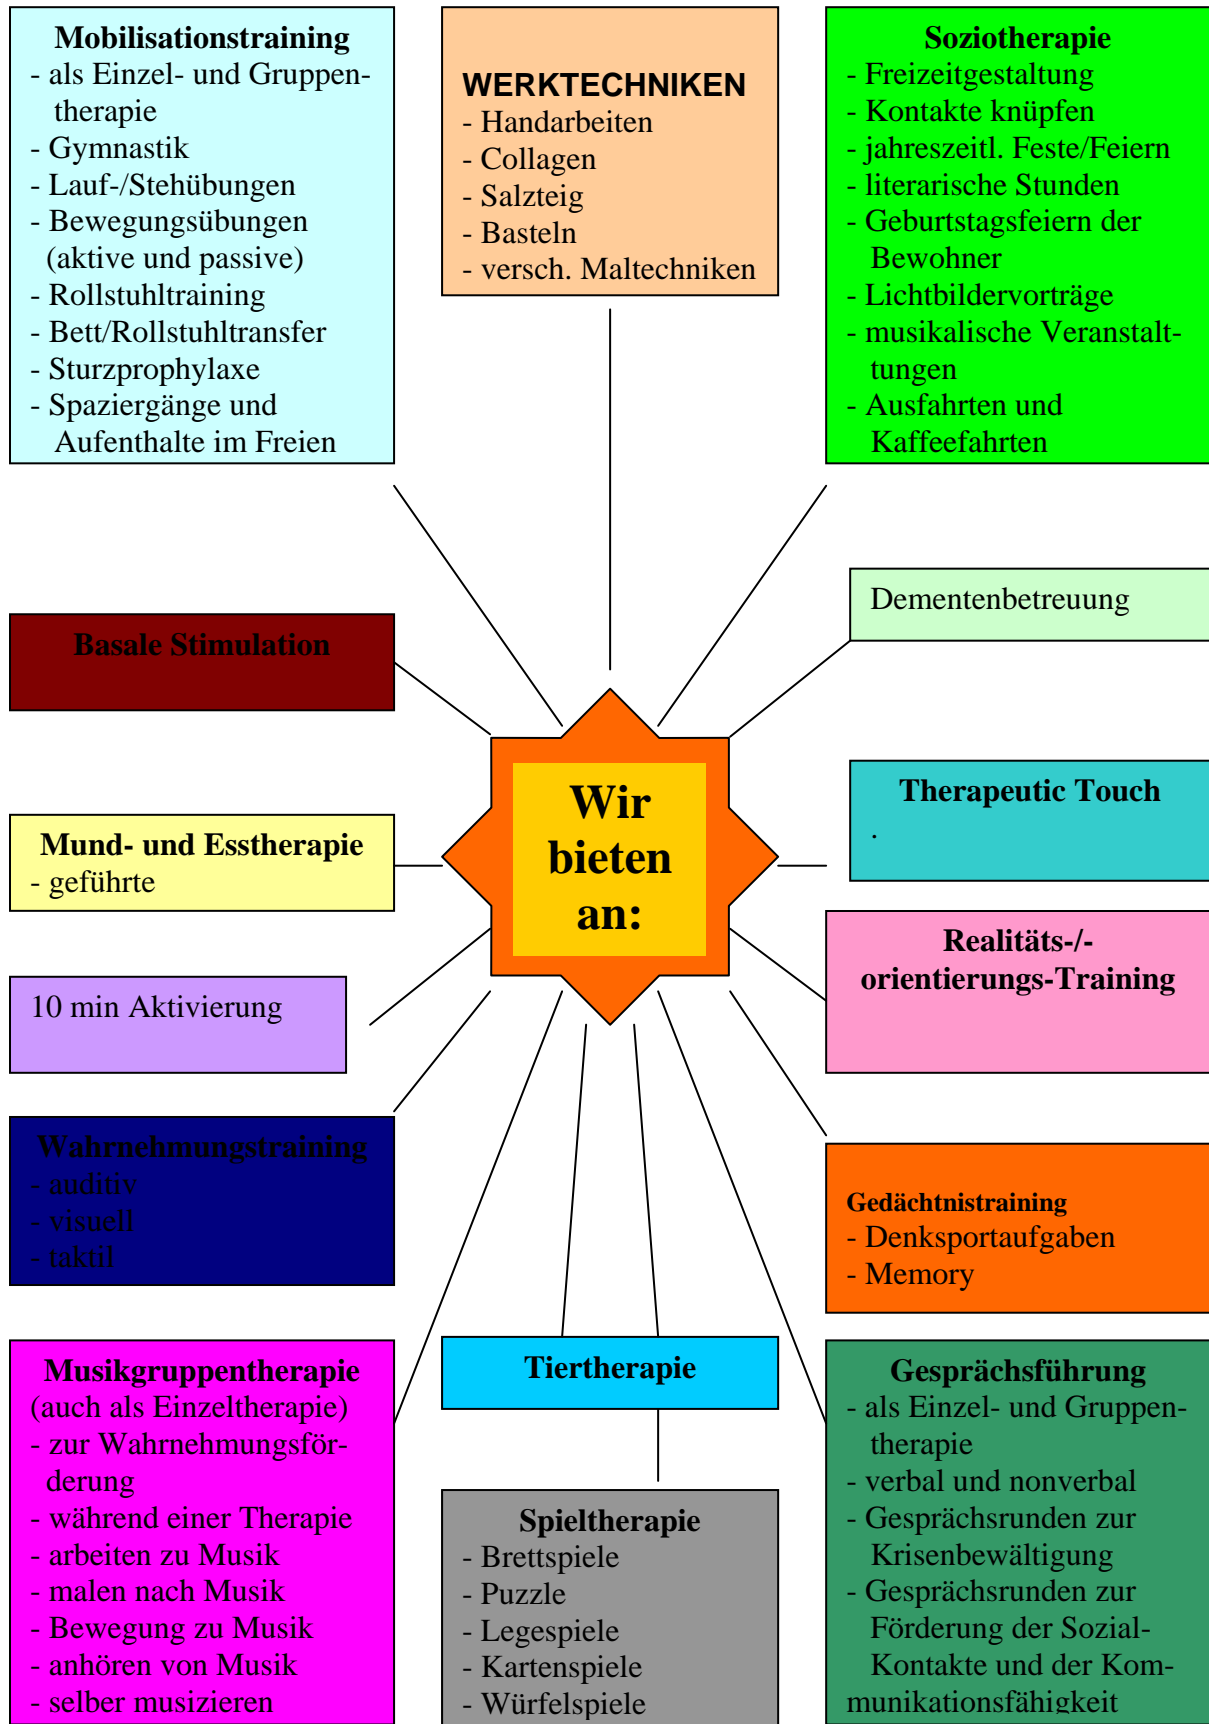 Mobilisationstraining
- als Einzel- und Gruppen-
therapie
- Gymnastik
- Lauf-/Stehübungen
- Bewegungsübungen
(aktive und passive)
- Rollstuhltraining
- Bett/Rollstuhltransfer
- Sturzprophylaxe
- Spaziergänge und
Aufenthalte im Freien
WERKTECHNIKEN
- Handarbeiten
- Collagen
- Salzteig
- Basteln
- versch. Maltechniken
Soziotherapie
- Freizeitgestaltung
- Kontakte knüpfen
- jahreszeitl. Feste/Feiern
- literarische Stunden
- Geburtstagsfeiern der
Bewohner
- Lichtbildervorträge
- musikalische Veranstalt-
tungen
- Ausfahrten und
Kaffeefahrten
Basale Stimulation
Dementenbetreuung
Wir
bieten
an:
Mund- und Esstherapie
- geführte
Therapeutic Touch
.
10 min Aktivierung
Realitäts-/-
orientierungs-Training
Wahrnehmungstraining
- auditiv
- visuell
- taktil
Gedächtnistraining
- Denksportaufgaben
- Memory
Musikgruppentherapie
(auch als Einzeltherapie)
- zur Wahrnehmungsför-
derung
- während einer Therapie
- arbeiten zu Musik
- malen nach Musik
- Bewegung zu Musik
- anhören von Musik
- selber musizieren
Tiertherapie
Spieltherapie
- Brettspiele
- Puzzle
- Legespiele
- Kartenspiele
- Würfelspiele
Gesprächsführung
- als Einzel- und Gruppen-
therapie
- verbal und nonverbal
- Gesprächsrunden zur
Krisenbewältigung
- Gesprächsrunden zur
Förderung der Sozial-
Kontakte und der Kom-
munikationsfähigkeit